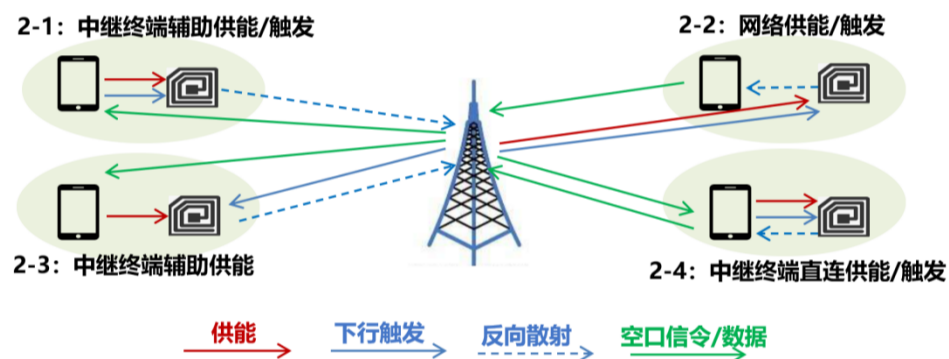 2-1：中继终端辅助供能/触发
2-2：网络供能/触发
2-3：中继终端辅助供能
2-4：中继终端直连供能/触发
供能
下行触发
反向散射
空口信令/数据